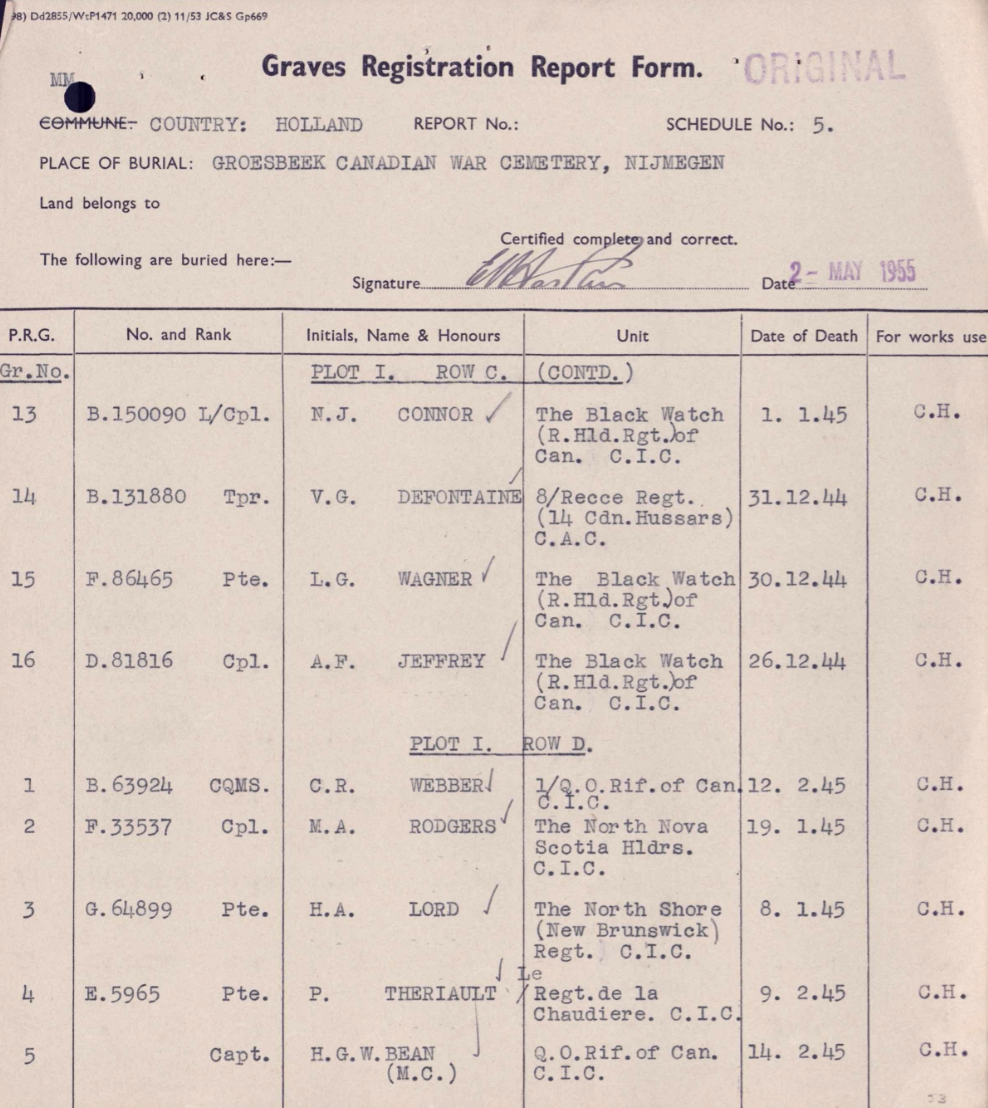 98) Dd2855/WtP1471 20,000 (2) 11/53 JC&S Gp669
Graves Registration Report Form. ORIGINAL
MM
COMMUNE: COUNTRY: HOLLAND REPORT No.: SCHEDULE No.: 5.
PLACE OF BURIAL: GROESBEEK CANADIAN WAR CEMETERY, NIJMEGEN
Land belongs to
Certified complete and correct.
The following are buried here:—
Signature Date 2 - MAY 1955
P.R.G. No. and Rank Initials, Name & Honours Unit Date of Death For works use
Gr.No. PLOT I. ROW C. (CONTD.)
13 B.150090 L/Cpl. N.J. CONNOR The Black Watch 1. 1.45 C.H.
(R.Hld.Rgt.)of
Can. C.I.C.
14 B.131880 Tpr. V.G. DEFONTAINE 8/Recce Regt. 31.12.44 C.H.
(14 Cdn.Hussars)
C.A.C.
15 F.86465 Pte. L.G. WAGNER The Black Watch 30.12.44 C.H.
(R.Hld.Rgt.)of
Can. C.I.C.
16 D.81816 Cpl. A.F. JEFFREY The Black Watch 26.12.44 C.H.
(R.Hld.Rgt.)of
Can. C.I.C.
PLOT I. ROW D.
1 B.63924 CQMS. C.R. WEBBER 1/Q.O.Rif.of Can. 12. 2.45 C.H.
C.I.C.
2 F.33537 Cpl. M.A. RODGERS The North Nova 19. 1.45 C.H.
Scotia Hldrs.
C.I.C.
3 G.64899 Pte. H.A. LORD The North Shore 8. 1.45 C.H.
(New Brunswick)
Regt. C.I.C.
Le
4 E.5965 Pte. P. THERIAULT / Regt.de la 9. 2.45 C.H.
Chaudiere. C.I.C.
5 Capt. H.G.W.BEAN Q.O.Rif.of Can. 14. 2.45 C.H.
(M.C.) C.I.C.